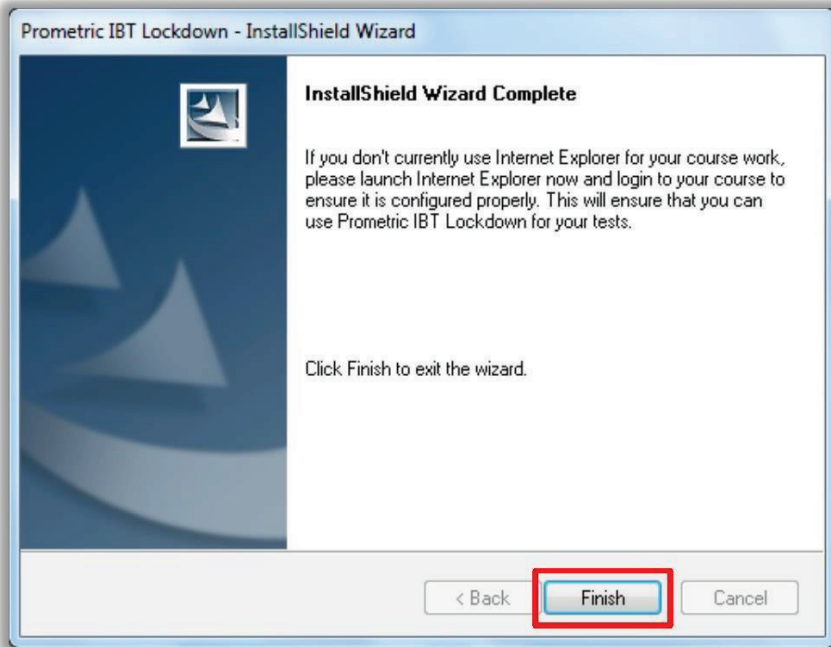 Prometric IBT Lockdown - InstallShield Wizard
InstallShield Wizard Complete
If you don't currently use Internet Explorer for your course work,
please launch Internet Explorer now and login to your course to
ensure it is configured properly. This will ensure that you can
use Prometric IBT Lockdown for your tests.
Click Finish to exit the wizard.
< Back
Finish
Cancel